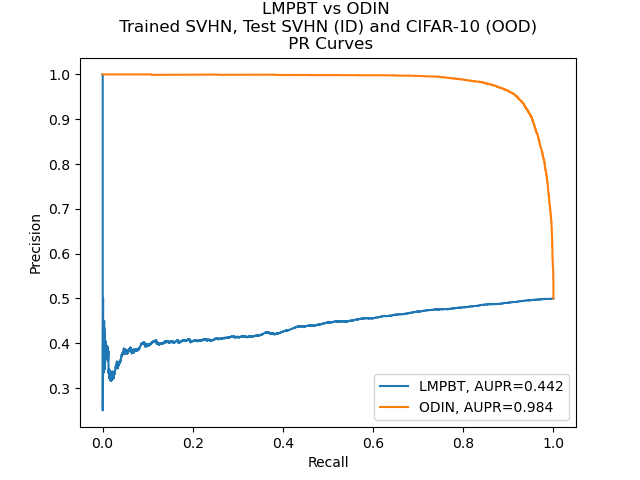 LMPBT vs ODIN
Trained SVHN, Test SVHN (ID) and CIFAR-10 (OOD)
PR Curves
Precision
1.0
0.9
0.8
0.7
0.6
0.5
0.4
0.3
0.0
0.2
0.4
0.6
0.8
1.0
Recall
LMPBT, AUPR=0.442
ODIN, AUPR=0.984